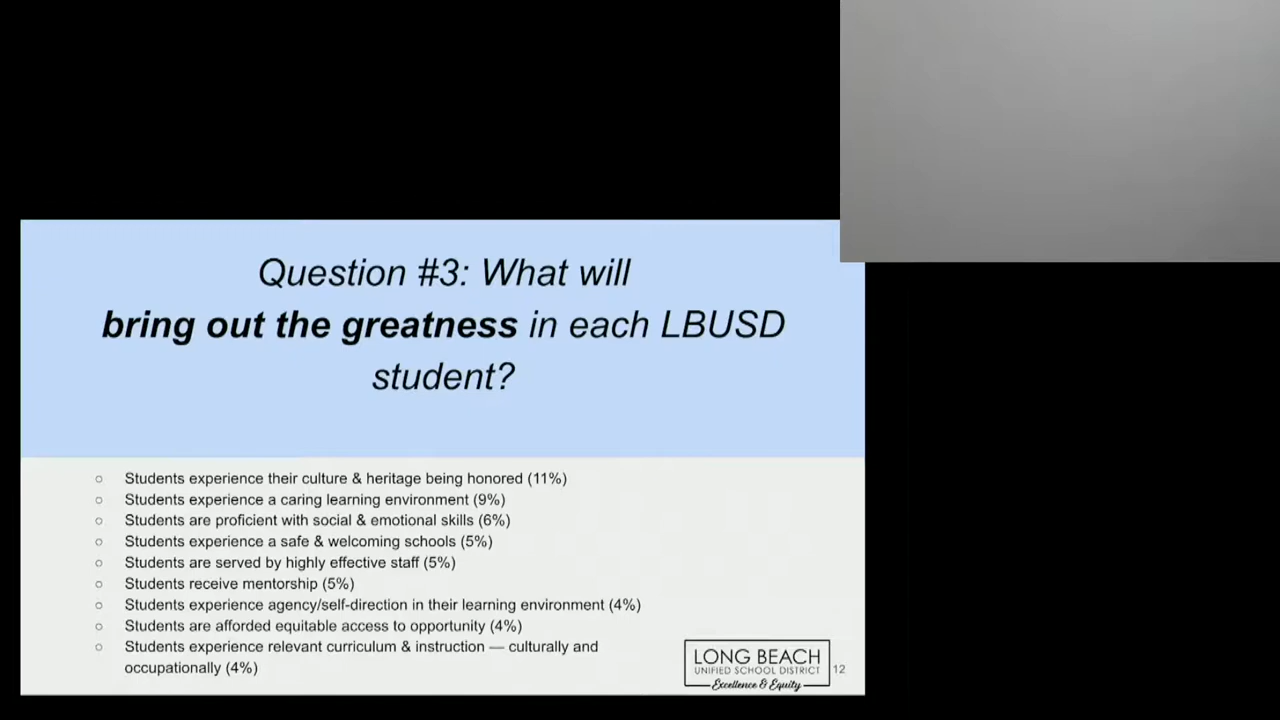 Question #3: What will
bring out the greatness in each LBUSD
student?
○ Students experience their culture & heritage being honored (11%)
○ Students experience a caring learning environment (9%)
○ Students are proficient with social & emotional skills (6%)
○ Students experience a safe & welcoming schools (5%)
○ Students are served by highly effective staff (5%)
○ Students receive mentorship (5%)
○ Students experience agency/self-direction in their learning environment (4%)
○ Students are afforded equitable access to opportunity (4%)
○ Students experience relevant curriculum & instruction — culturally and
occupationally (4%)
LONG BEACH
UNIFIED SCHOOL DISTRICT
Excellence & Equity
12